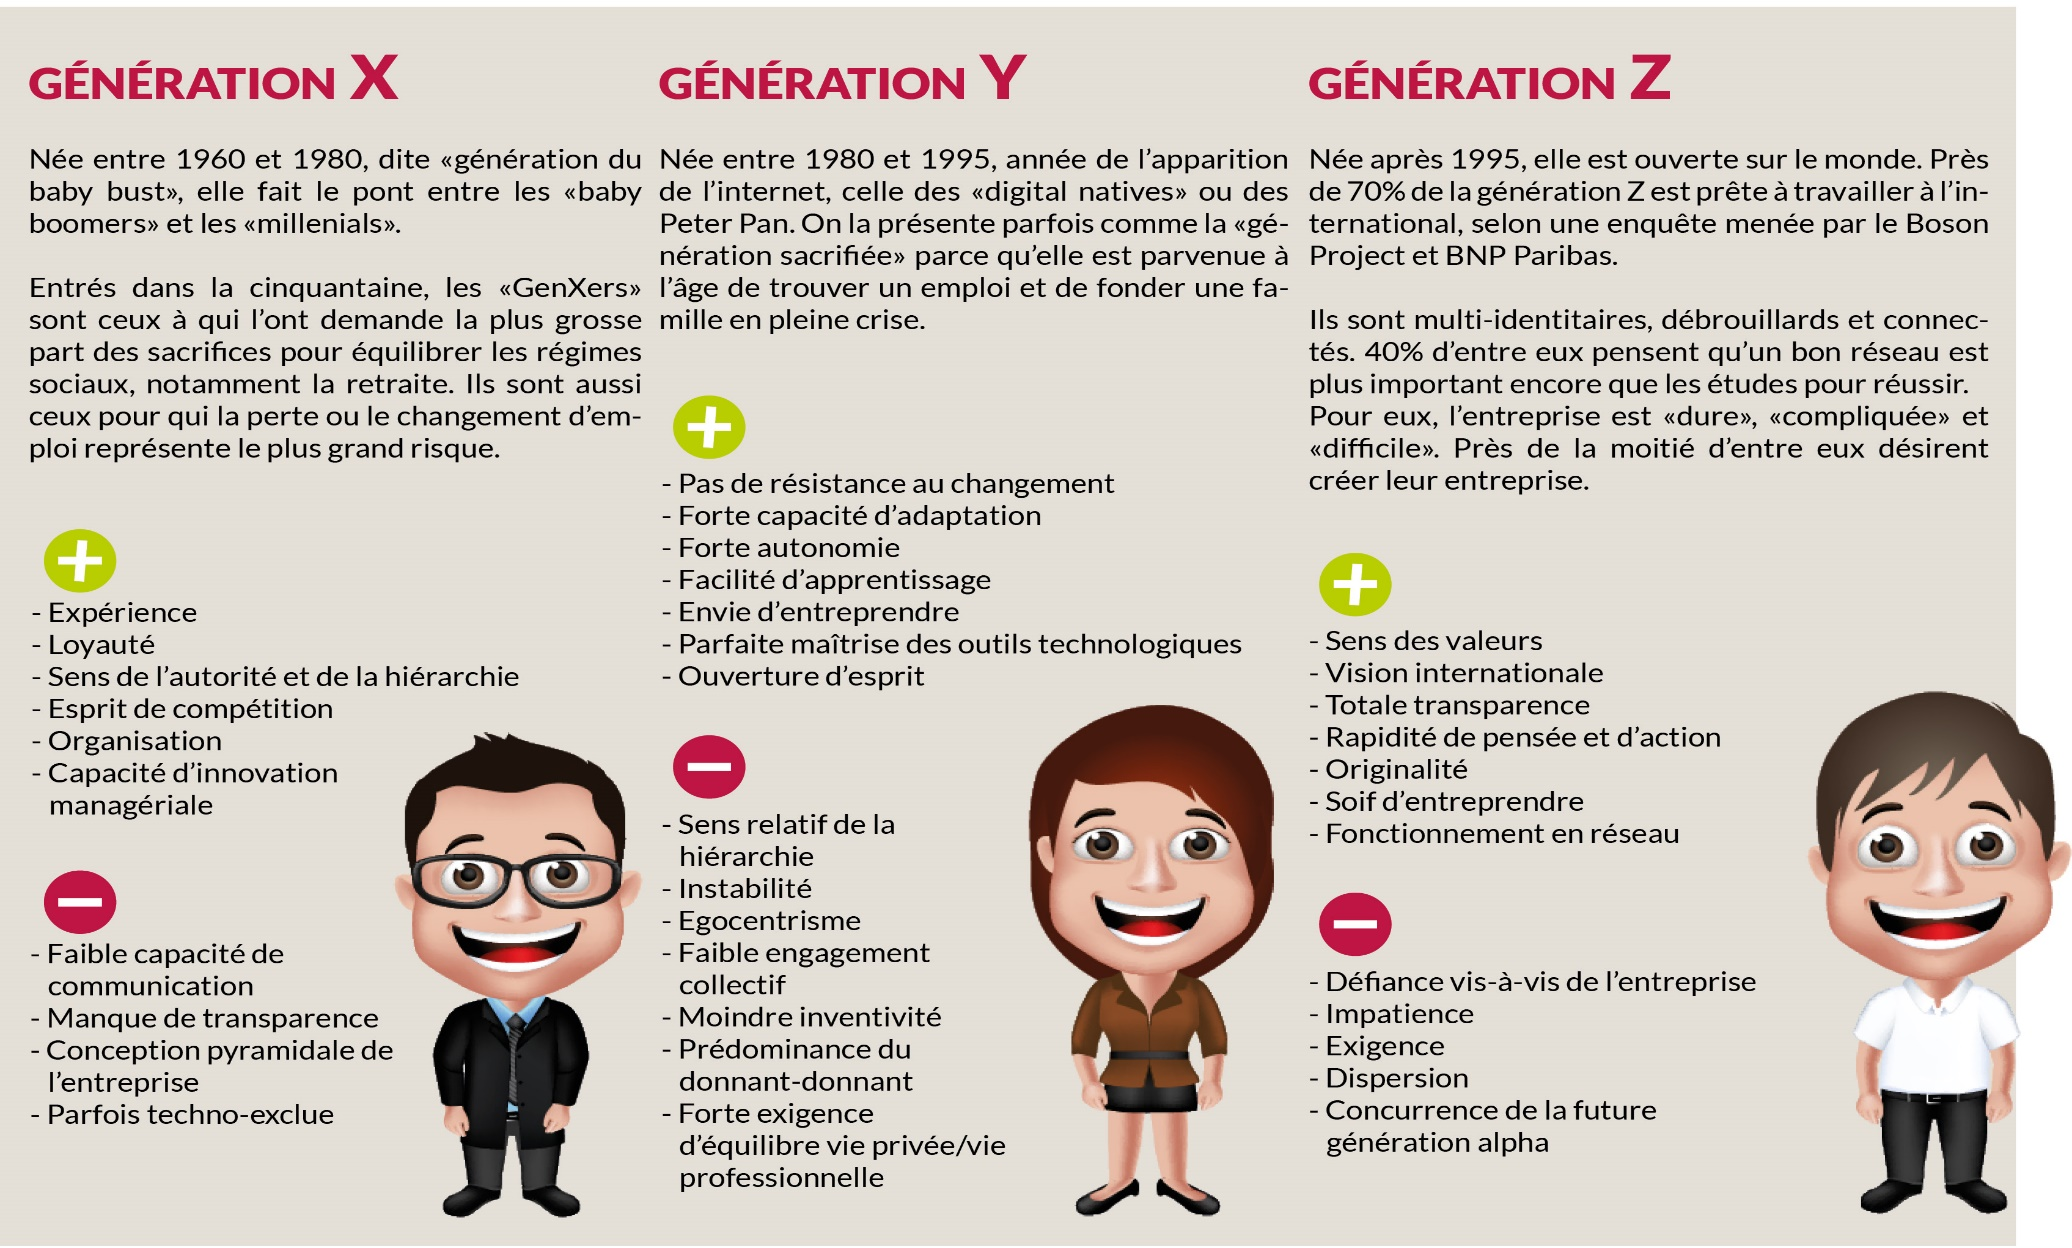 GÉNÉRATION X
Née entre 1960 et 1980, dite «génération du
baby bust», elle fait le pont entre les «baby
boomers» et les «millenials».
Entrés dans la cinquantaine, les «GenXers»
sont ceux à qui l’ont demande la plus grosse
part des sacrifices pour équilibrer les régimes
sociaux, notamment la retraite. Ils sont aussi
ceux pour qui la perte ou le changement d’em-
ploi représente le plus grand risque.
- Expérience
- Loyauté
- Sens de l’autorité et de la hiérarchie
- Esprit de compétition
- Organisation
- Capacité d’innovation
managériale
- Faible capacité de
communication
- Manque de transparence
- Conception pyramidale de
l’entreprise
- Parfois techno-exclue
GÉNÉRATION Y
Née entre 1980 et 1995, année de l’apparition
de l’internet, celle des «digital natives» ou des
Peter Pan. On la présente parfois comme la «gé-
nération sacrifiée» parce qu’elle est parvenue à
l’âge de trouver un emploi et de fonder une fa-
mille en pleine crise.
- Pas de résistance au changement
- Forte capacité d’adaptation
- Forte autonomie
- Facilité d’apprentissage
- Envie d’entreprendre
- Parfaite maîtrise des outils technologiques
- Ouverture d’esprit
- Sens relatif de la
hiérarchie
- Instabilité
- Egocentrisme
- Faible engagement
collectif
- Moindre inventivité
- Prédominance du
donnant-donnant
- Forte exigence
d’équilibre vie privée/vie
professionnelle
GÉNÉRATION Z
Née après 1995, elle est ouverte sur le monde. Près
de 70% de la génération Z est prête à travailler à l’in-
ternational, selon une enquête menée par le Boson
Project et BNP Paribas.
Ils sont multi-identitaires, débrouillards et connec-
tés. 40% d’entre eux pensent qu’un bon réseau est
plus important encore que les études pour réussir.
Pour eux, l’entreprise est «dure», «compliquée» et
«difficile». Près de la moitié d’entre eux désirent
créer leur entreprise.
- Sens des valeurs
- Vision internationale
- Totale transparence
- Rapidité de pensée et d’action
- Originalité
- Soif d’entreprendre
- Fonctionnement en réseau
- Défiance vis-à-vis de l’entreprise
- Impatience
- Exigence
- Dispersion
- Concurrence de la future
génération alpha